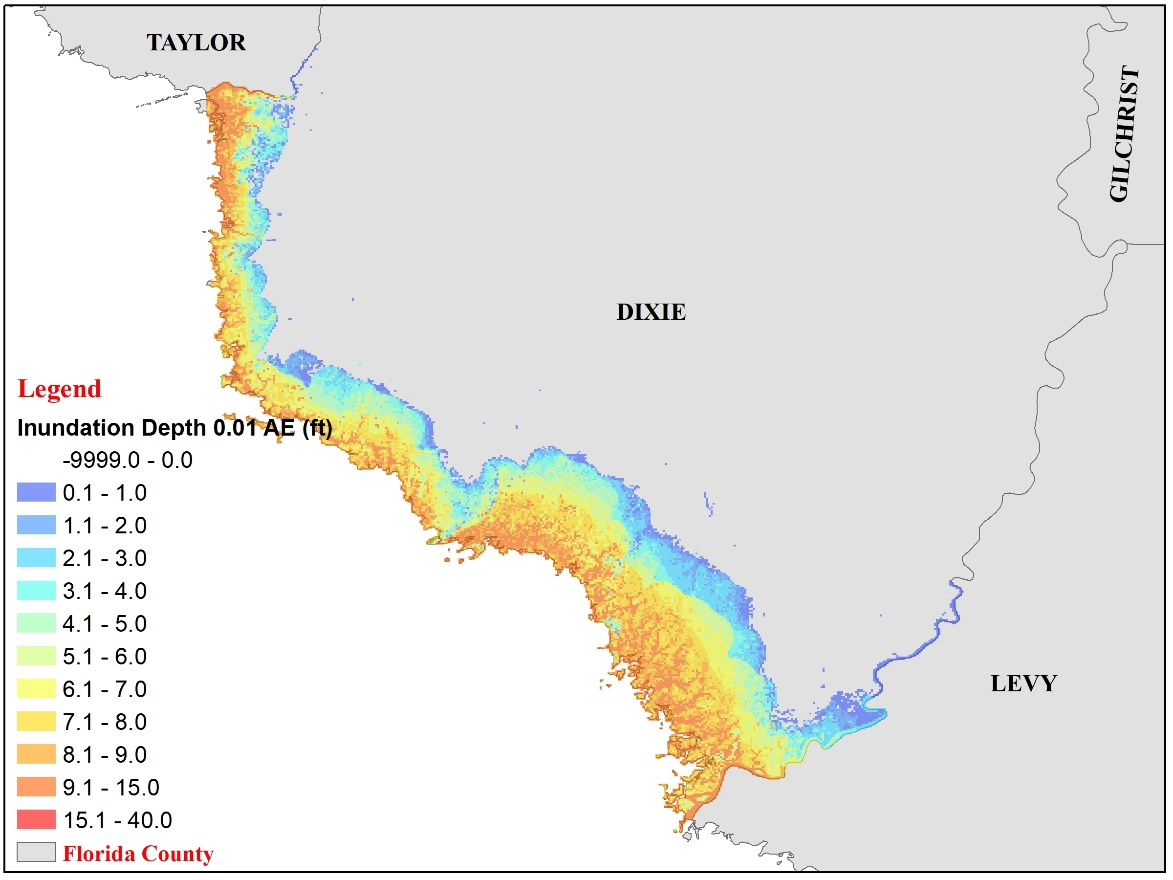 TAYLOR
GILCHRIST
DIXIE
LEVY
Legend
Inundation Depth 0.01 AE (ft)
-9999.0 - 0.0
0.1 - 1.0
1.1 - 2.0
2.1 - 3.0
3.1 - 4.0
4.1 - 5.0
5.1 - 6.0
6.1 - 7.0
7.1 - 8.0
8.1 - 9.0
9.1 - 15.0
15.1 - 40.0
Florida County